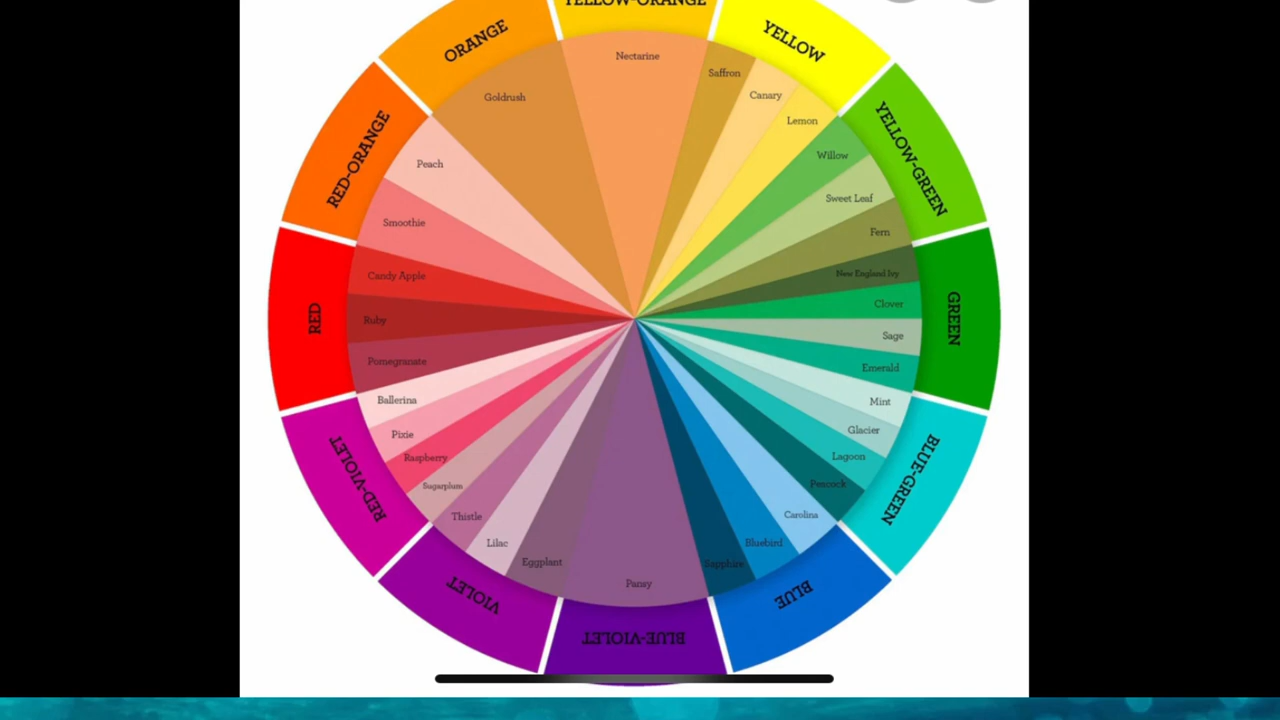 YELLOW-ORANGE
YELLOW
YELLOW-GREEN
GREEN
BLUE-GREEN
BLUE
BLUE-VIOLET
VIOLET
RED-VIOLET
RED
RED-ORANGE
ORANGE
Nectarine
Saffron
Canary
Lemon
Willow
Sweet Leaf
Fern
New England Ivy
Clover
Sage
Emerald
Mint
Glacier
Lagoon
Peacock
Carolina
Bluebird
Sapphire
Pansy
Eggplant
Lilac
Thistle
Sugarplum
Raspberry
Pixie
Ballerina
Pomegranate
Ruby
Candy Apple
Smoothie
Peach
Goldrush